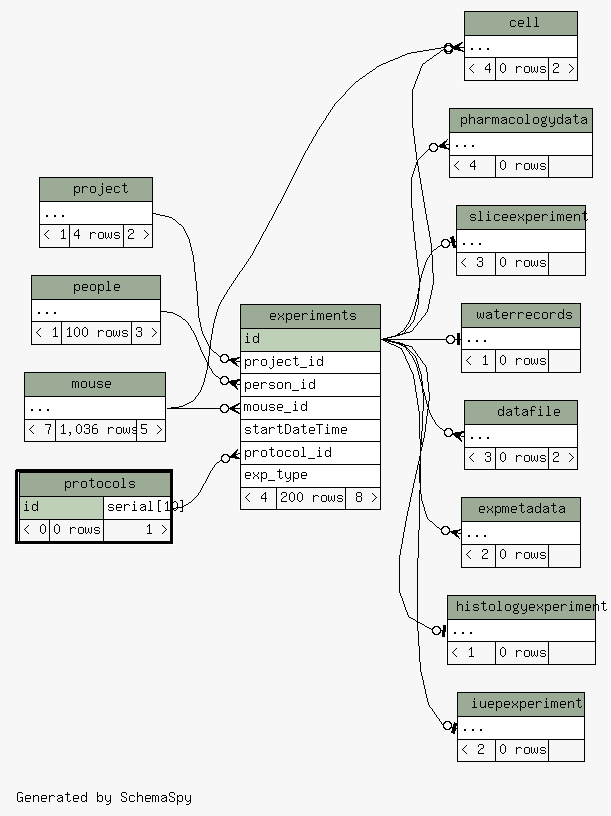 cell
...
< 4 0 rows 2 >
pharmacologydata
...
< 4 0 rows
project
...
< 1 4 rows 2 >
sliceexperiment
...
< 3 0 rows
people
...
< 1 100 rows 3 >
experiments
id
project_id
person_id
mouse_id
startDateTime
protocol_id
exp_type
< 4 200 rows 8 >
waterrecords
...
< 1 0 rows
mouse
...
< 7 1,036 rows 5 >
datafile
...
< 3 0 rows 2 >
protocols
id serial[10]
< 0 0 rows 1 >
expmetadata
...
< 2 0 rows
histologyexperiment
...
< 1 0 rows
iuepexperiment
...
< 2 0 rows
Generated by SchemaSpy